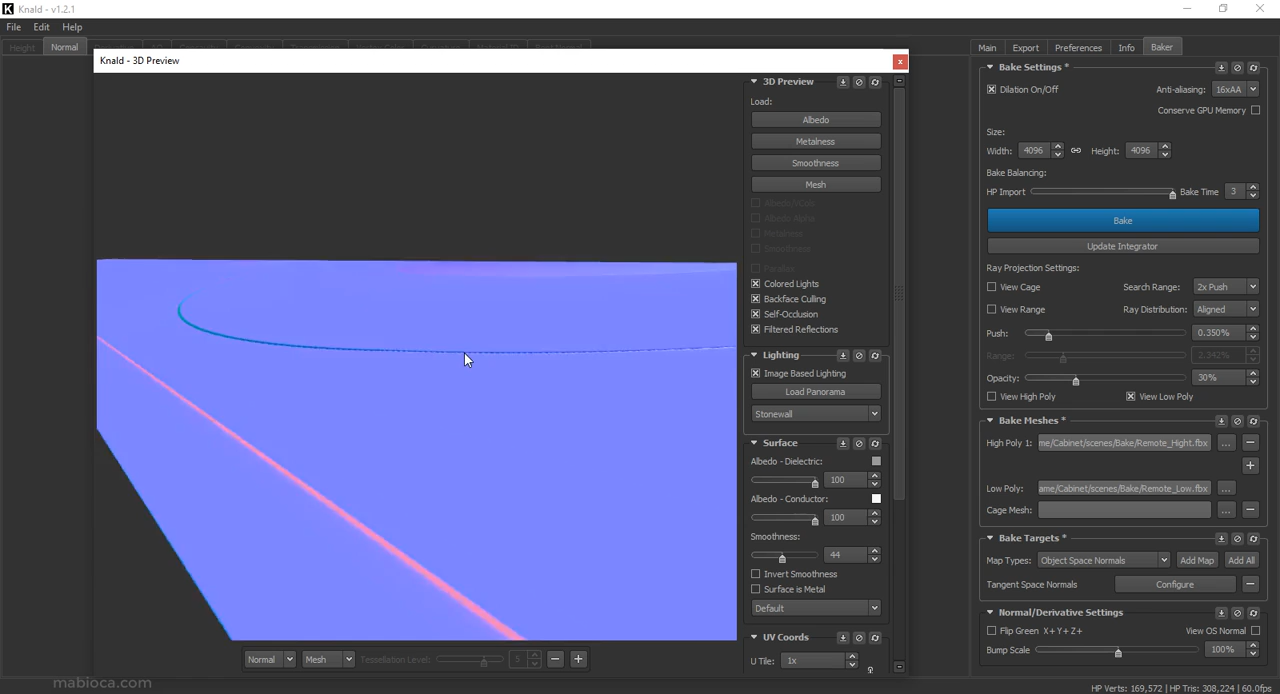 Knald - v1.2.1
File Edit Help
Height Normal Main Export Preferences Info Baker
Knald - 3D Preview x
3D Preview
Load:
Albedo
Metalness
Smoothness
Mesh
Albedo Alpha
Metalness
Smoothness
Parallax
Colored Lights
Backface Culling
Self-Occlusion
Filtered Reflections
Lighting
Image Based Lighting
Load Panorama
Stonewall
Surface
Albedo - Dielectric:
100
Albedo - Conductor:
100
Smoothness:
44
Invert Smoothness
Surface is Metal
Default
UV Coords
U Tile: 1x
Normal Mesh Tessellation Level: 5
Bake Settings *
Dilation On/Off Anti-aliasing: 16xAA
Conserve GPU Memory
Size:
Width: 4096 Height: 4096
Bake Balancing:
HP Import Bake Time 3
Bake
Update Integrator
Ray Projection Settings:
View Cage Search Range: 2x Push
View Range Ray Distribution: Aligned
Push: 0.350%
Range: 2.342%
Opacity: 30%
View High Poly View Low Poly
Bake Meshes *
High Poly 1: me/Cabinet/scenes/Bake/Remote_Hight.fbx ...
Low Poly: ame/Cabinet/scenes/Bake/Remote_Low.fbx ...
Cage Mesh: ...
Bake Targets *
Map Types: Object Space Normals Add Map Add All
Tangent Space Normals Configure
Normal/Derivative Settings
Flip Green X+ Y+ Z+ View OS Normal
Bump Scale 100%
mabioca.com
HP Verts: 169,572 | HP Tris: 308,224 | 60.0fps